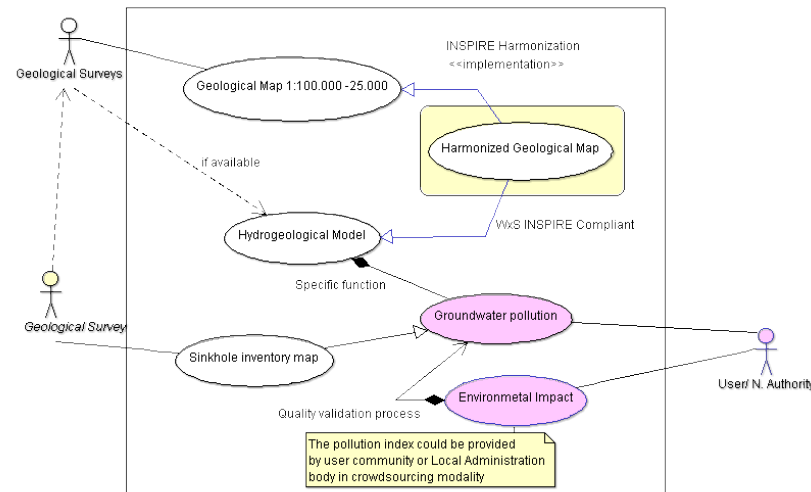 INSPIRE Harmonization
<<implementation>>
Geological Surveys
Geological Map 1:100.000 -25.000
Harmonized Geological Map
if available
WxS INSPIRE Compliant
Hydrogeological Model
Specific function
Geological Survey
Groundwater pollution
Sinkhole inventory map
User/ N. Authority
Environmetal Impact
Quality validation process
The pollution index could be provided
by user community or Local Administration
body in crowdsourcing modality